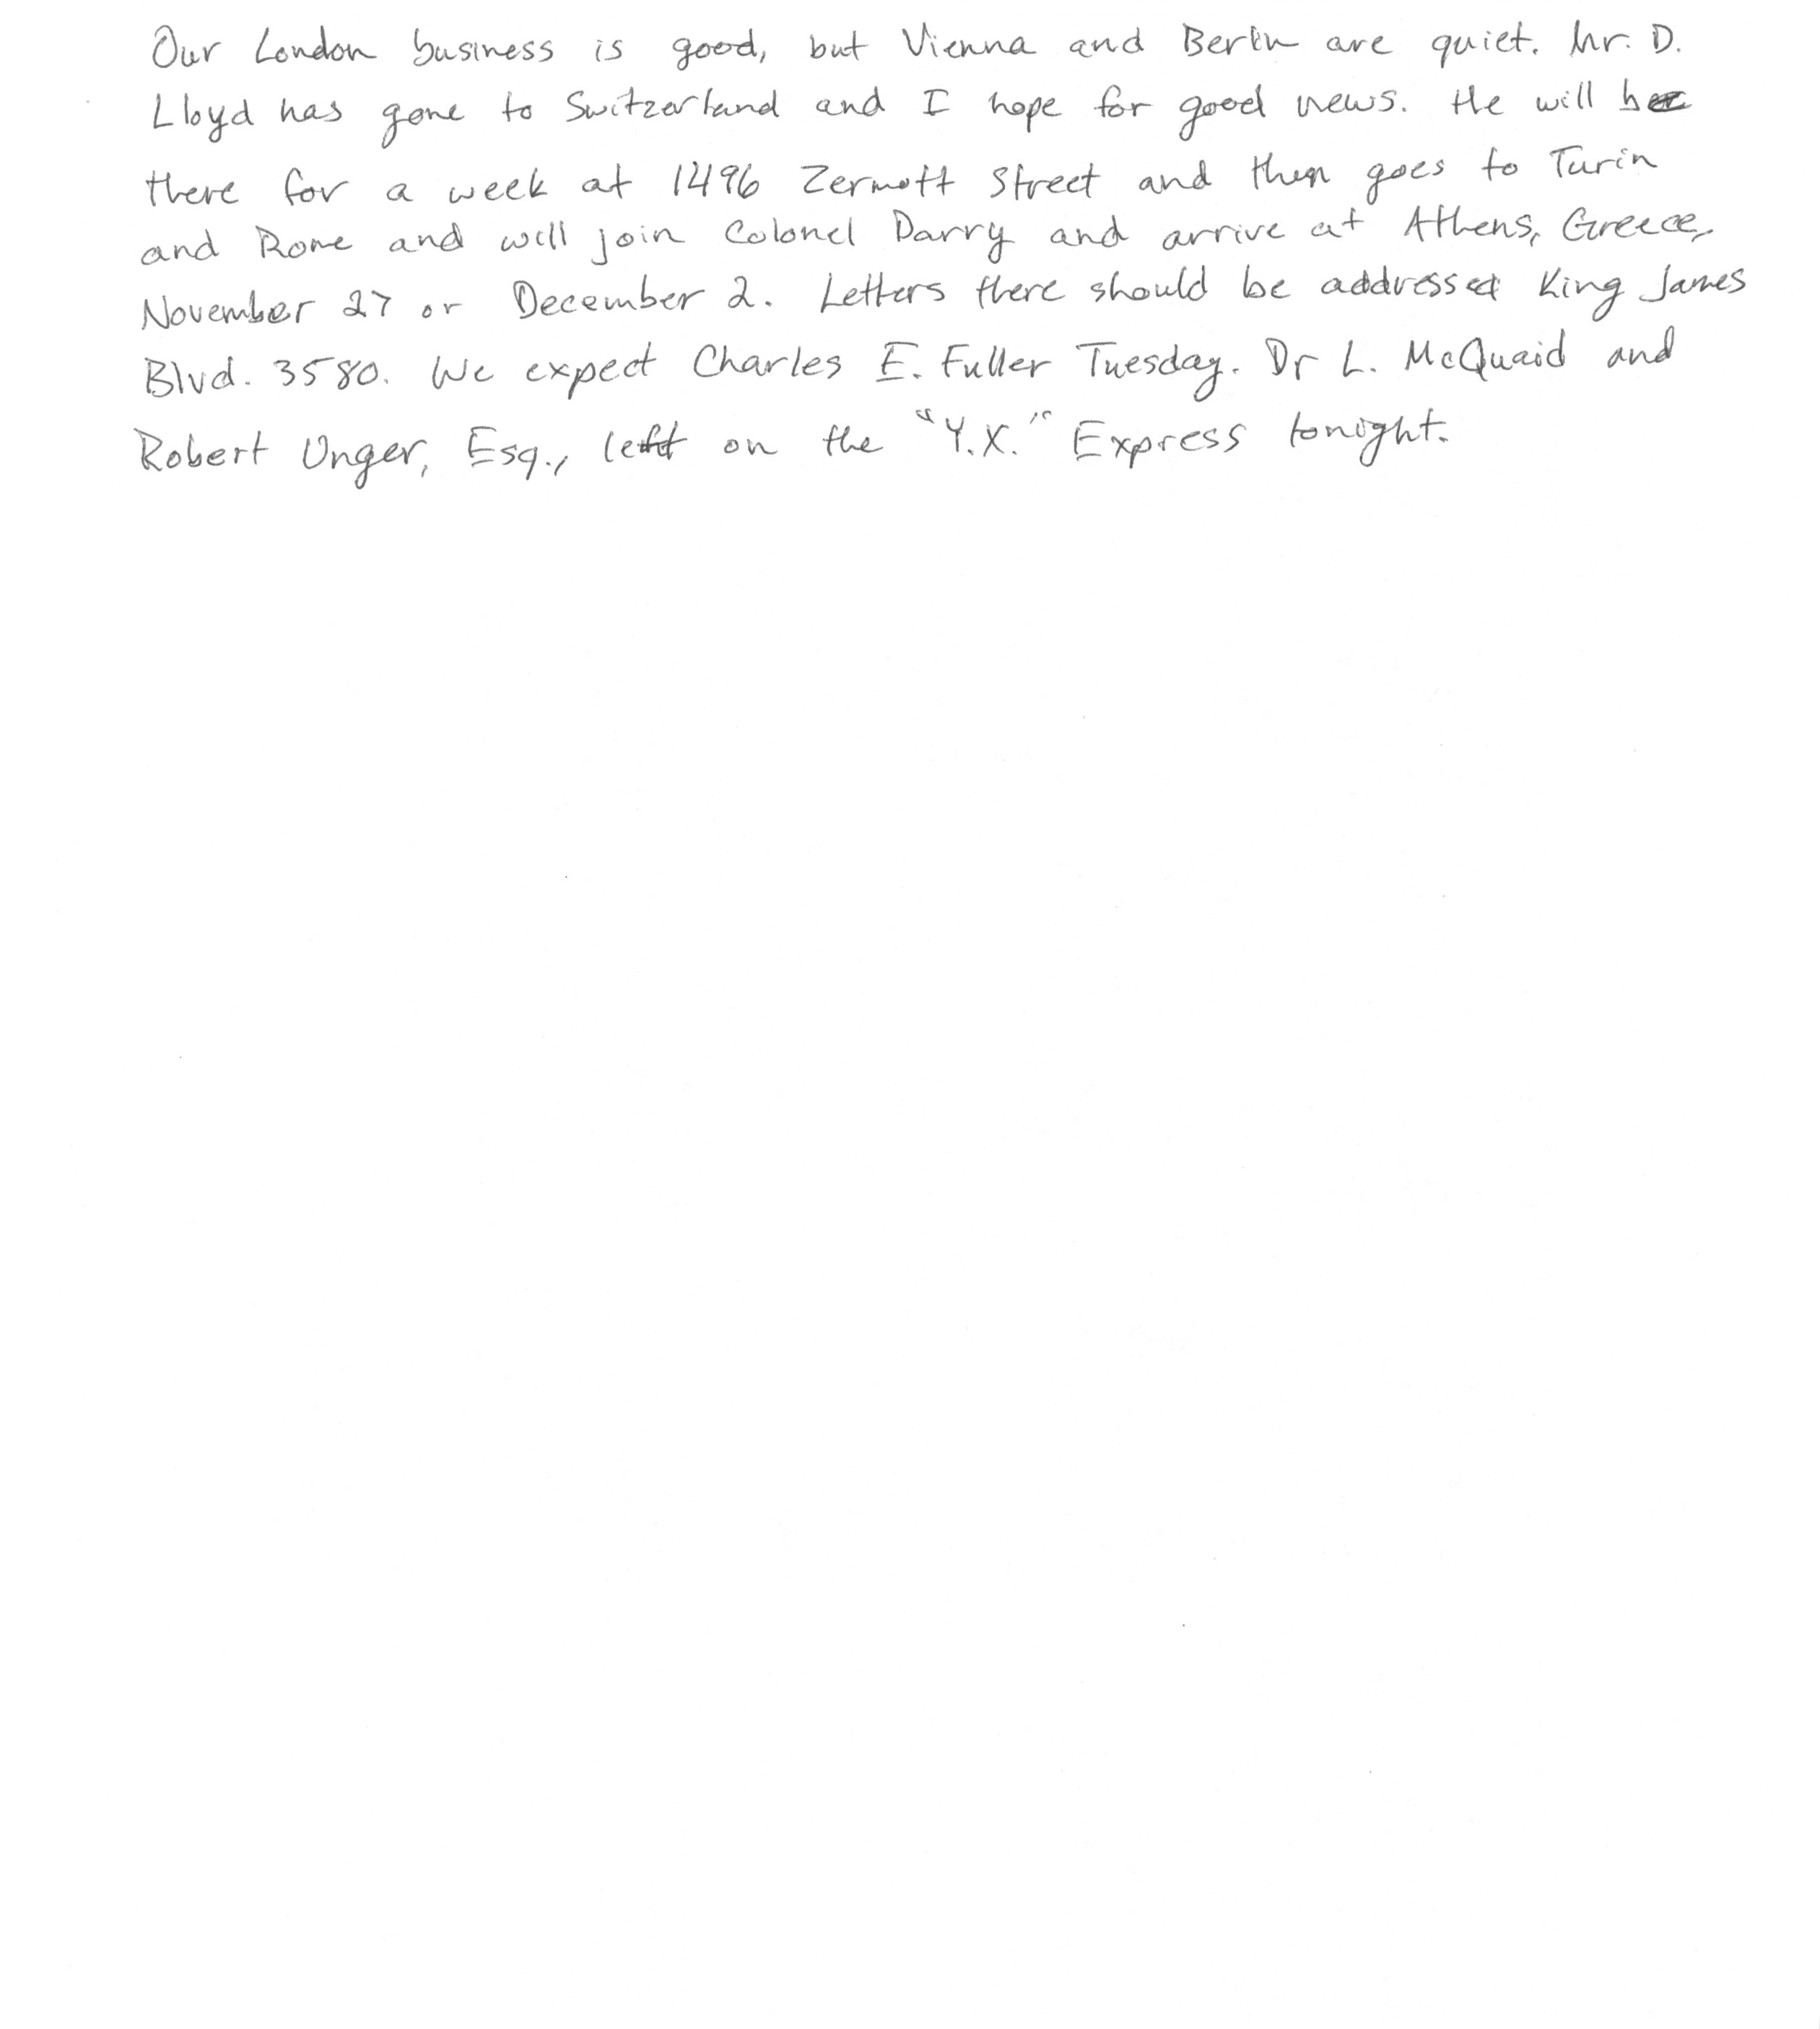 Our London business is good, but Vienna and Berlin are quiet. Mr. D.
Lloyd has gone to Switzerland and I hope for good news. He will be
there for a week at 1496 Zermott Street and then goes to Turin
and Rome and will join Colonel Parry and arrive at Athens, Greece,
November 27 or December 2. Letters there should be addressed King James
Blvd. 3580. We expect Charles E. Fuller Tuesday. Dr L. McQuaid and
Robert Unger, Esq., left on the "Y.X." Express tonight.